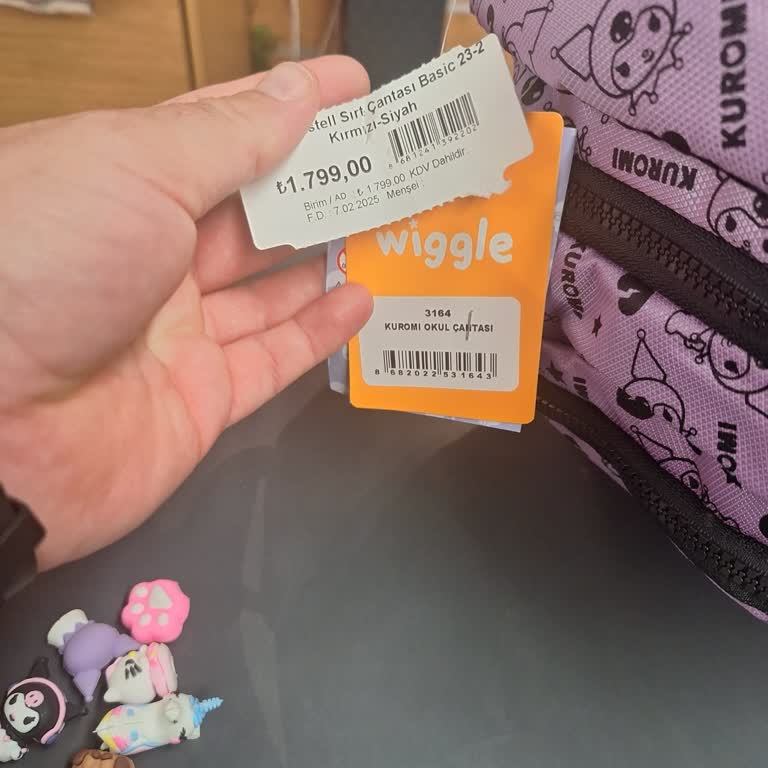 Sırt Çantası Basic 23-2
Kırmızı-Siyah
₺1.799,00
Birim / AD : ₺ 1.799,00 KDV Dahildir.
F.D. : 7.02.2025 Menşei :
wiggle
3164
KUROMI OKUL ÇANTASI
8 682022 531643
KUROMI
KUROMI
KUROMI